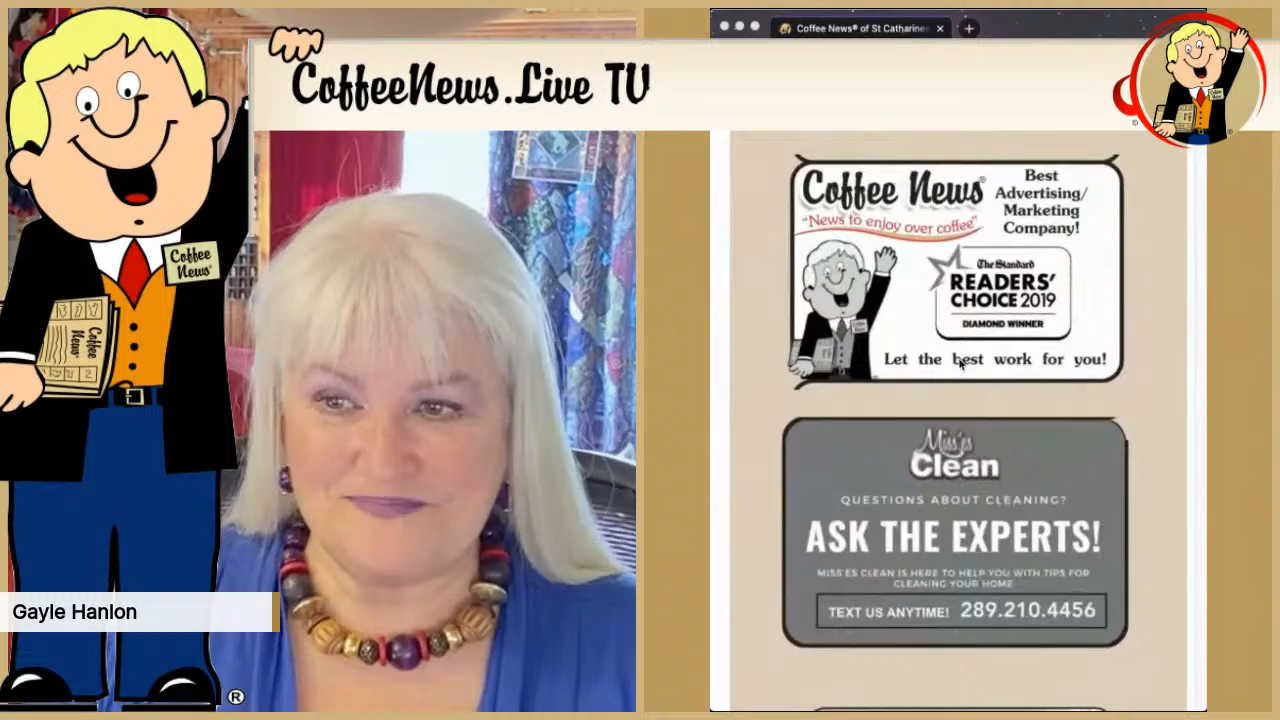 Coffee News® of St Catharines
CoffeeNews.Live TV
Coffee
News®
Coffee
News®
Gayle Hanlon
®
©
Coffee News®
"News to enjoy over coffee"
Best
Advertising/
Marketing
Company!
The Standard
READERS'
CHOICE 2019
DIAMOND WINNER
Let the best work for you!
Miss'es
Clean
QUESTIONS ABOUT CLEANING?
ASK THE EXPERTS!
MISS'ES CLEAN IS HERE TO HELP YOU WITH TIPS FOR
CLEANING YOUR HOME
TEXT US ANYTIME! 289.210.4456